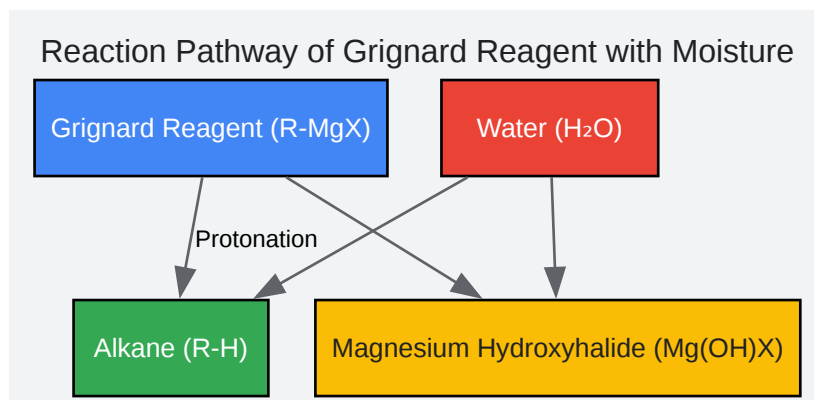 Reaction Pathway of Grignard Reagent with Moisture
Grignard Reagent (R-MgX)
Water (H₂O)
Protonation
Alkane (R-H)
Magnesium Hydroxyhalide (Mg(OH)X)